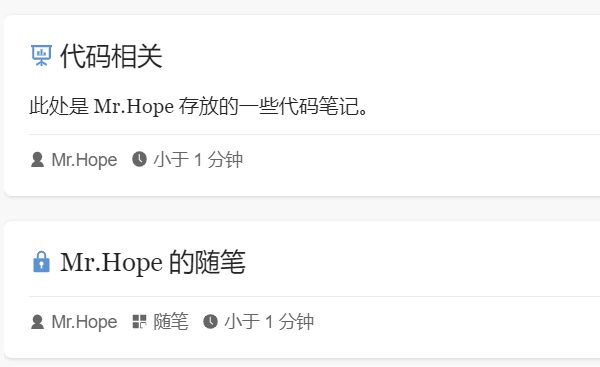 代码相关
此处是 Mr.Hope 存放的一些代码笔记。
Mr.Hope 小于 1 分钟
Mr.Hope 的随笔
Mr.Hope 随笔 小于 1 分钟